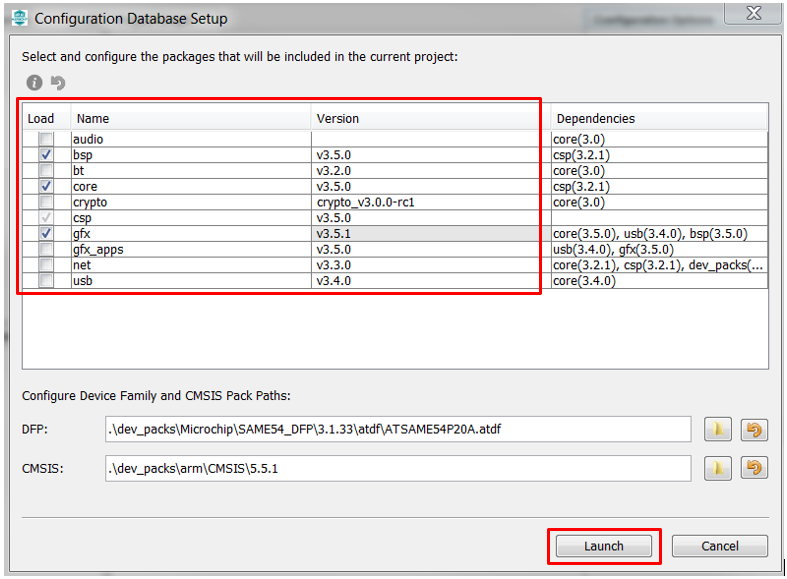 Configuration Database Setup
Select and configure the packages that will be included in the current project:
Load Name Version Dependencies
audio core(3.0)
bsp v3.5.0 csp(3.2.1)
bt v3.2.0 core(3.0)
core v3.5.0 csp(3.2.1)
crypto crypto_v3.0.0-rc1 core(3.0)
csp v3.5.0
gfx v3.5.1 core(3.5.0), usb(3.4.0), bsp(3.5.0)
gfx_apps v3.5.0 usb(3.4.0), gfx(3.5.0)
net v3.3.0 core(3.2.1), csp(3.2.1), dev_packs(...
usb v3.4.0 core(3.4.0)
Configure Device Family and CMSIS Pack Paths:
DFP: .\dev_packs\Microchip\SAME54_DFP\3.1.33\atdf\ATSAME54P20A.atdf
CMSIS: .\dev_packs\arm\CMSIS\5.5.1
Launch Cancel